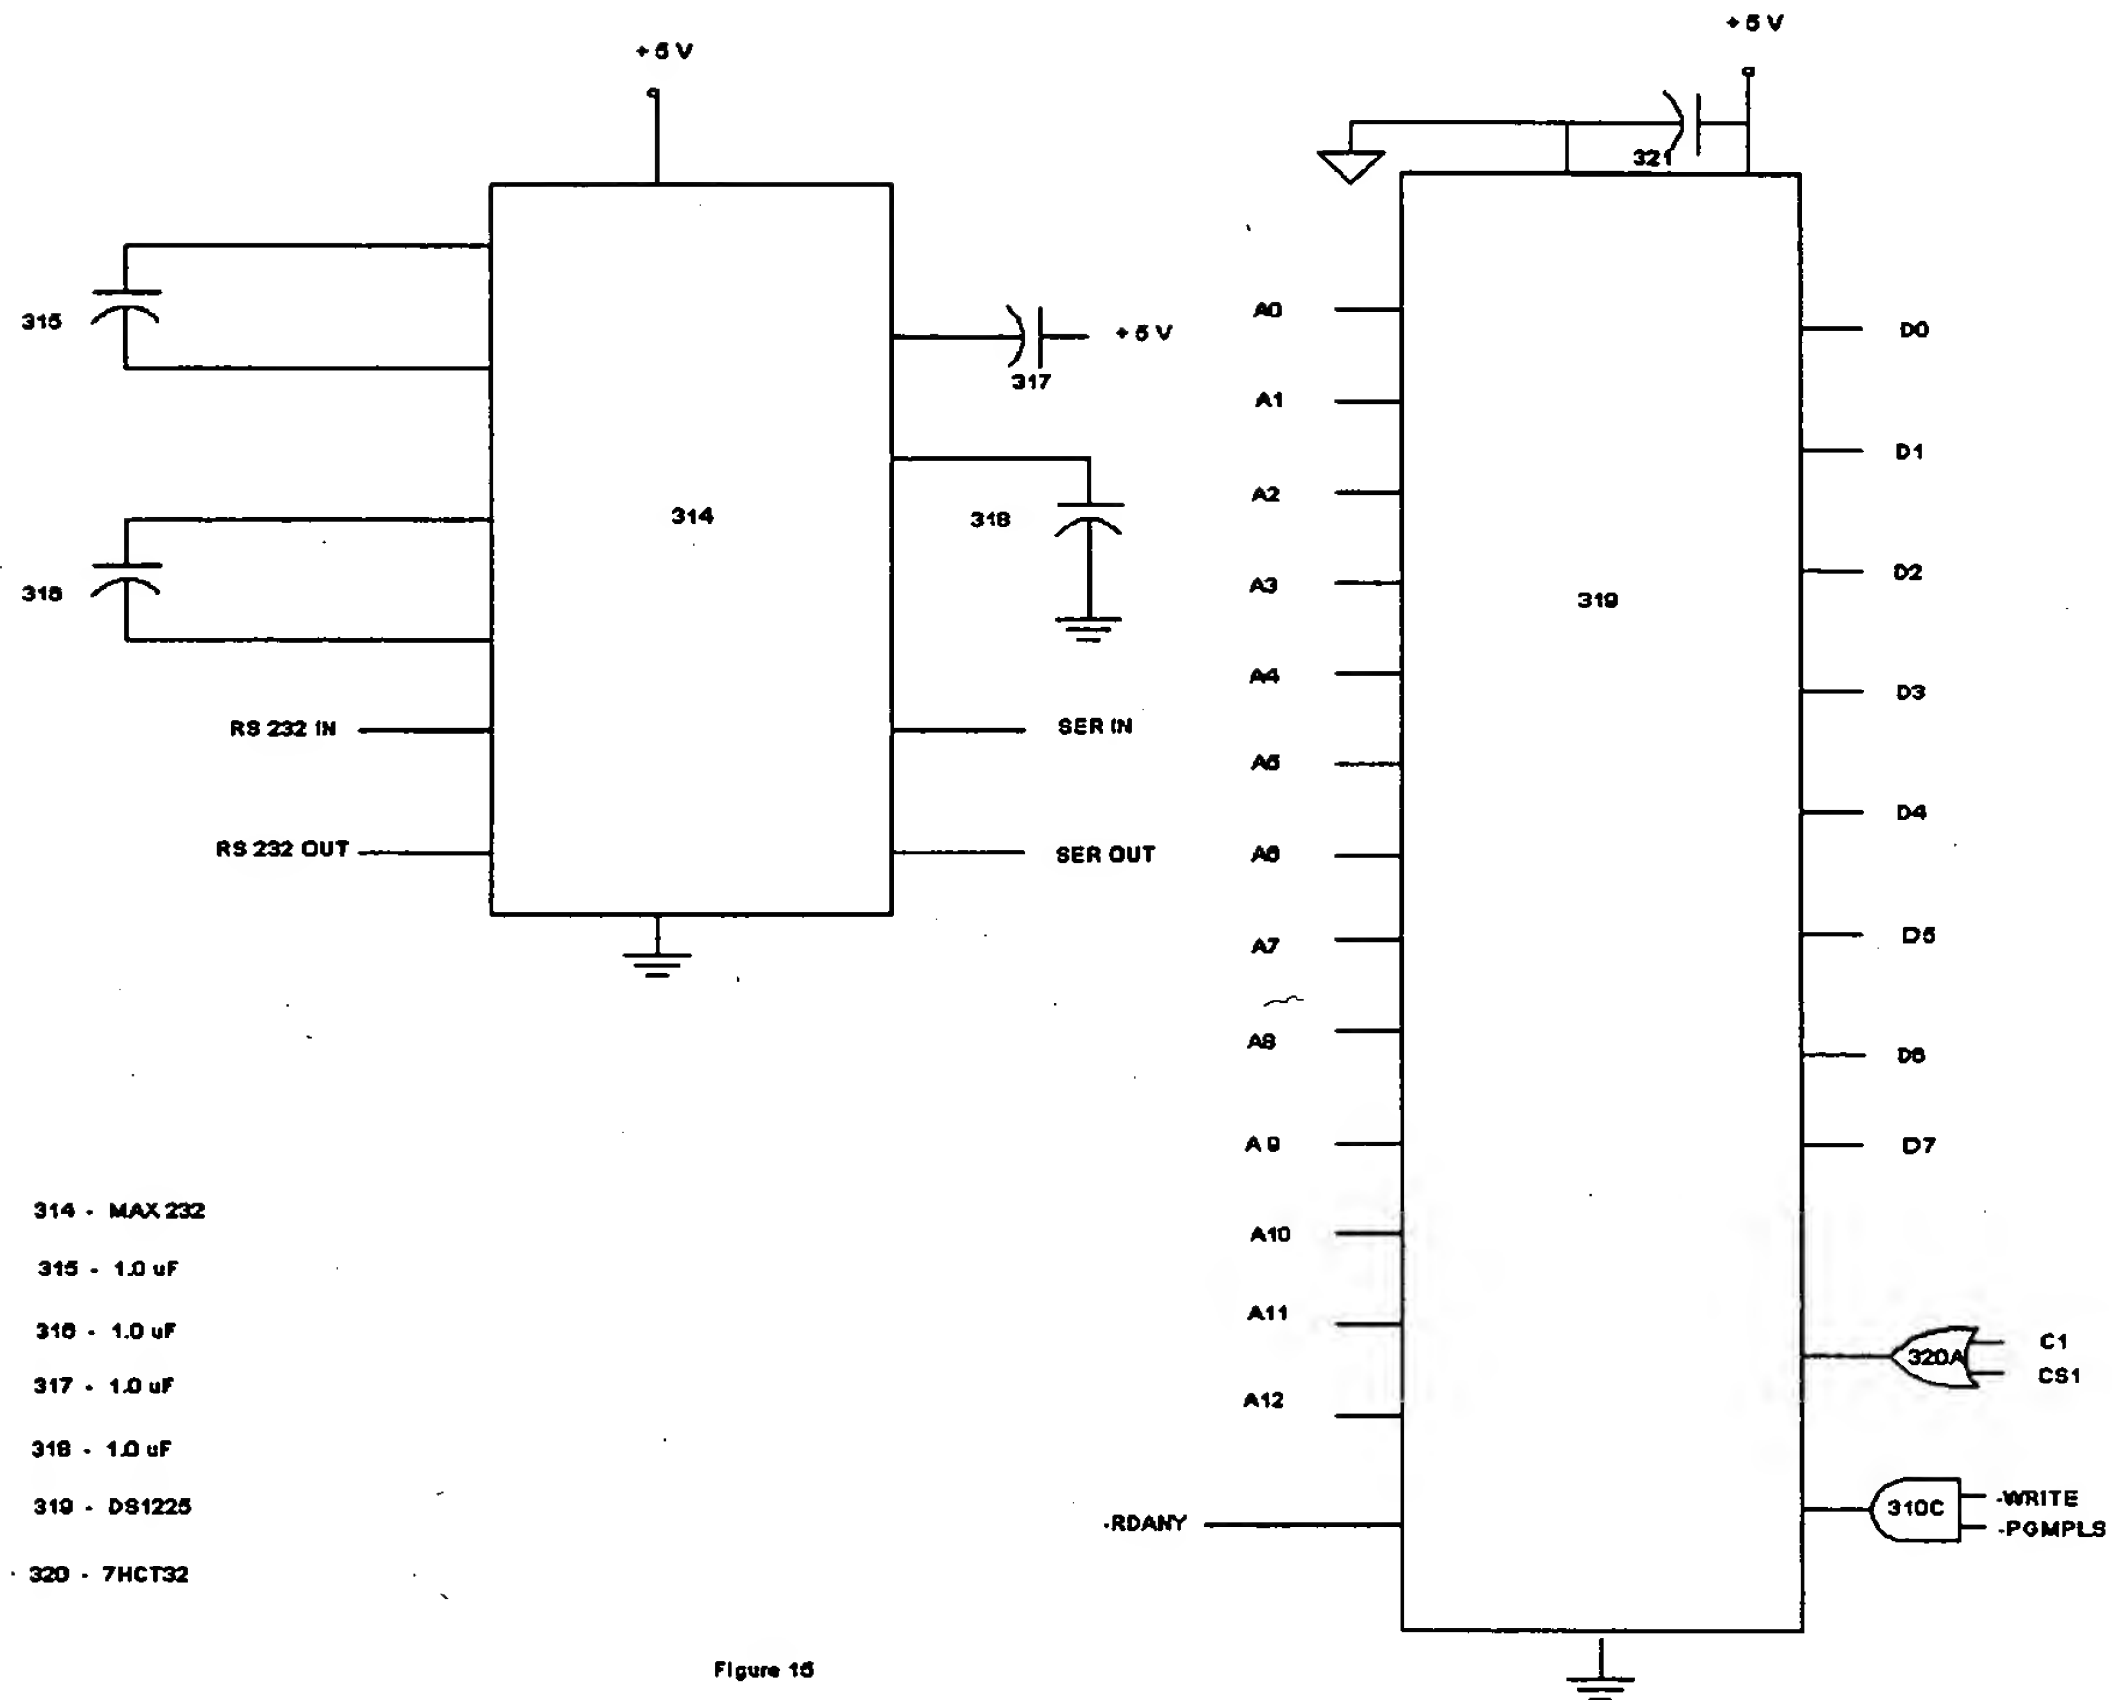 +5 V
315
316
314
317
+5 V
318
RS 232 IN
RS 232 OUT
SER IN
SER OUT
+5 V
321
319
A0
A1
A2
A3
A4
A5
A6
A7
A8
A9
A10
A11
A12
-RDANY
D0
D1
D2
D3
D4
D5
D6
D7
320A
C1
CS1
310C
-WRITE
-PGMPLS
314 - MAX 232
315 - 1.0 uF
316 - 1.0 uF
317 - 1.0 uF
318 - 1.0 uF
319 - DS1225
320 - 7HCT32
Figure 15